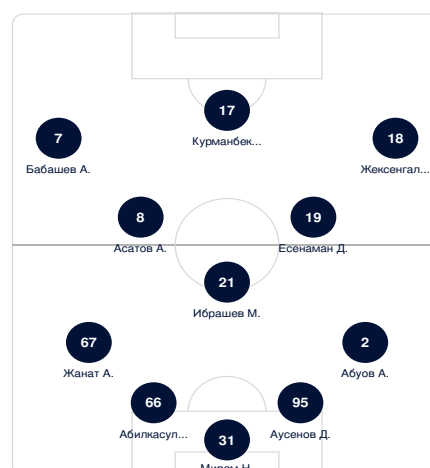 17
Курманбек...
7
Бабашев А.
18
Жексенгал...
8
Асатов А.
19
Есенаман Д.
21
Ибрашев М.
67
Жанат А.
2
Абуов А.
66
Абилкасул...
95
Аусенов Д.
31